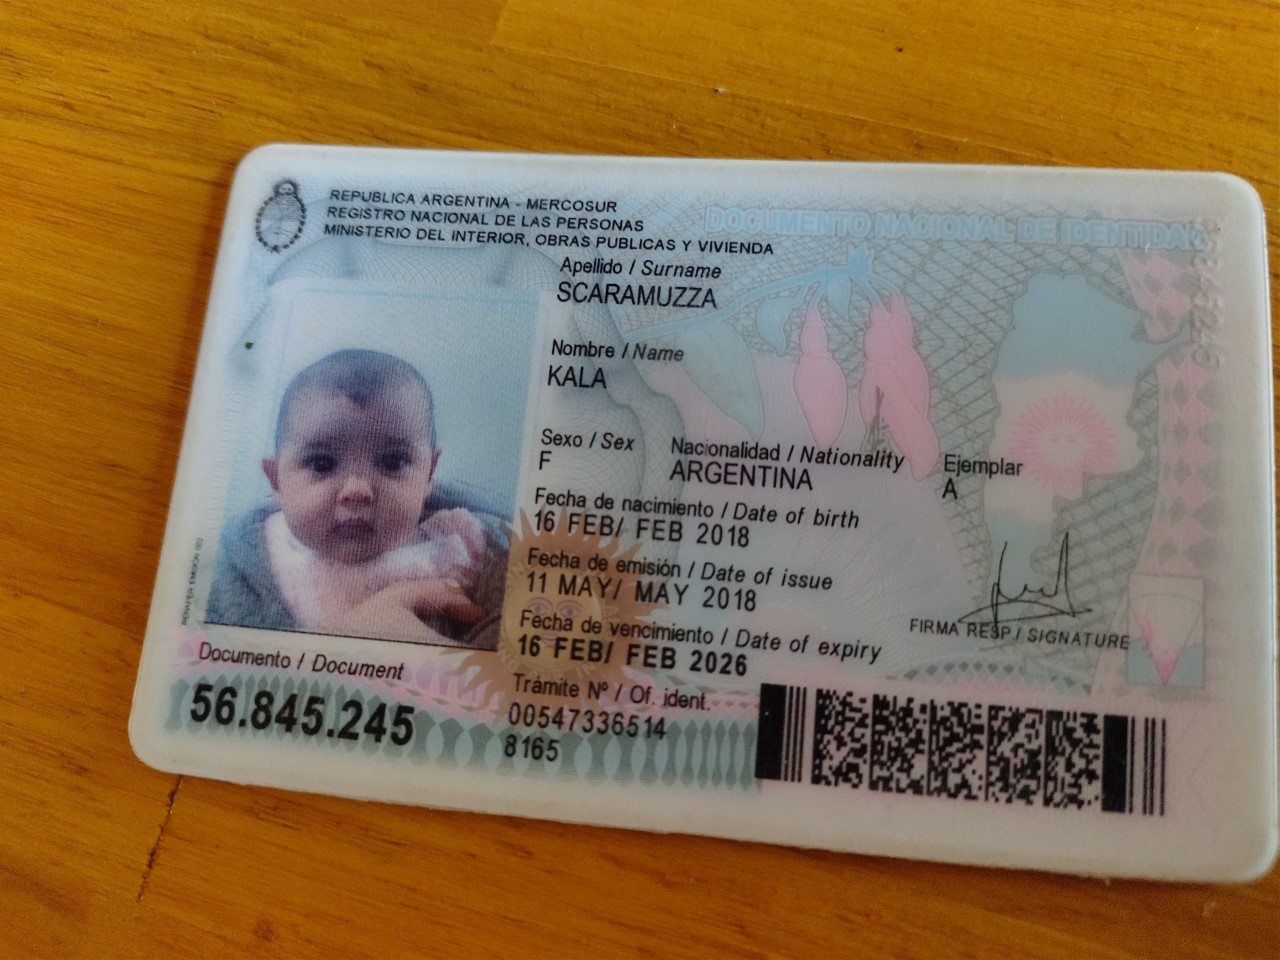 REPUBLICA ARGENTINA - MERCOSUR
REGISTRO NACIONAL DE LAS PERSONAS
MINISTERIO DEL INTERIOR, OBRAS PUBLICAS Y VIVIENDA
DOCUMENTO NACIONAL DE IDENTIDAD
Apellido / Surname
SCARAMUZZA
Nombre / Name
KALA
Sexo / Sex
F
Nacionalidad / Nationality
ARGENTINA
Ejemplar
A
Fecha de nacimiento / Date of birth
16 FEB/ FEB 2018
Fecha de emisión / Date of issue
11 MAY/ MAY 2018
Fecha de vencimiento / Date of expiry
16 FEB/ FEB 2026
FIRMA RESP / SIGNATURE
Documento / Document
56.845.245
Trámite Nº / Of. ident.
00547336514
8165